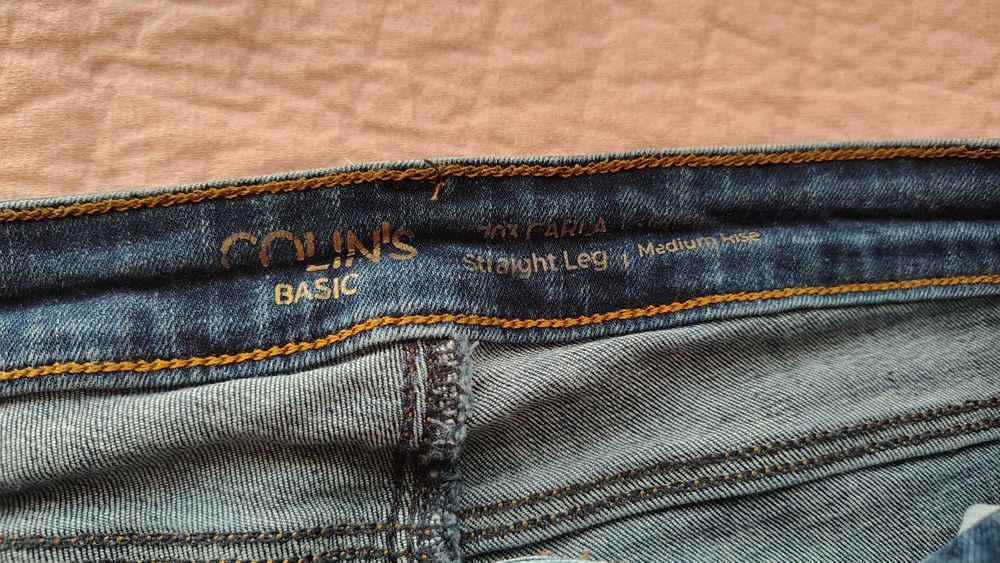 COLIN'S
BASIC
703 CARLA |
Straight Leg | Medium Rise